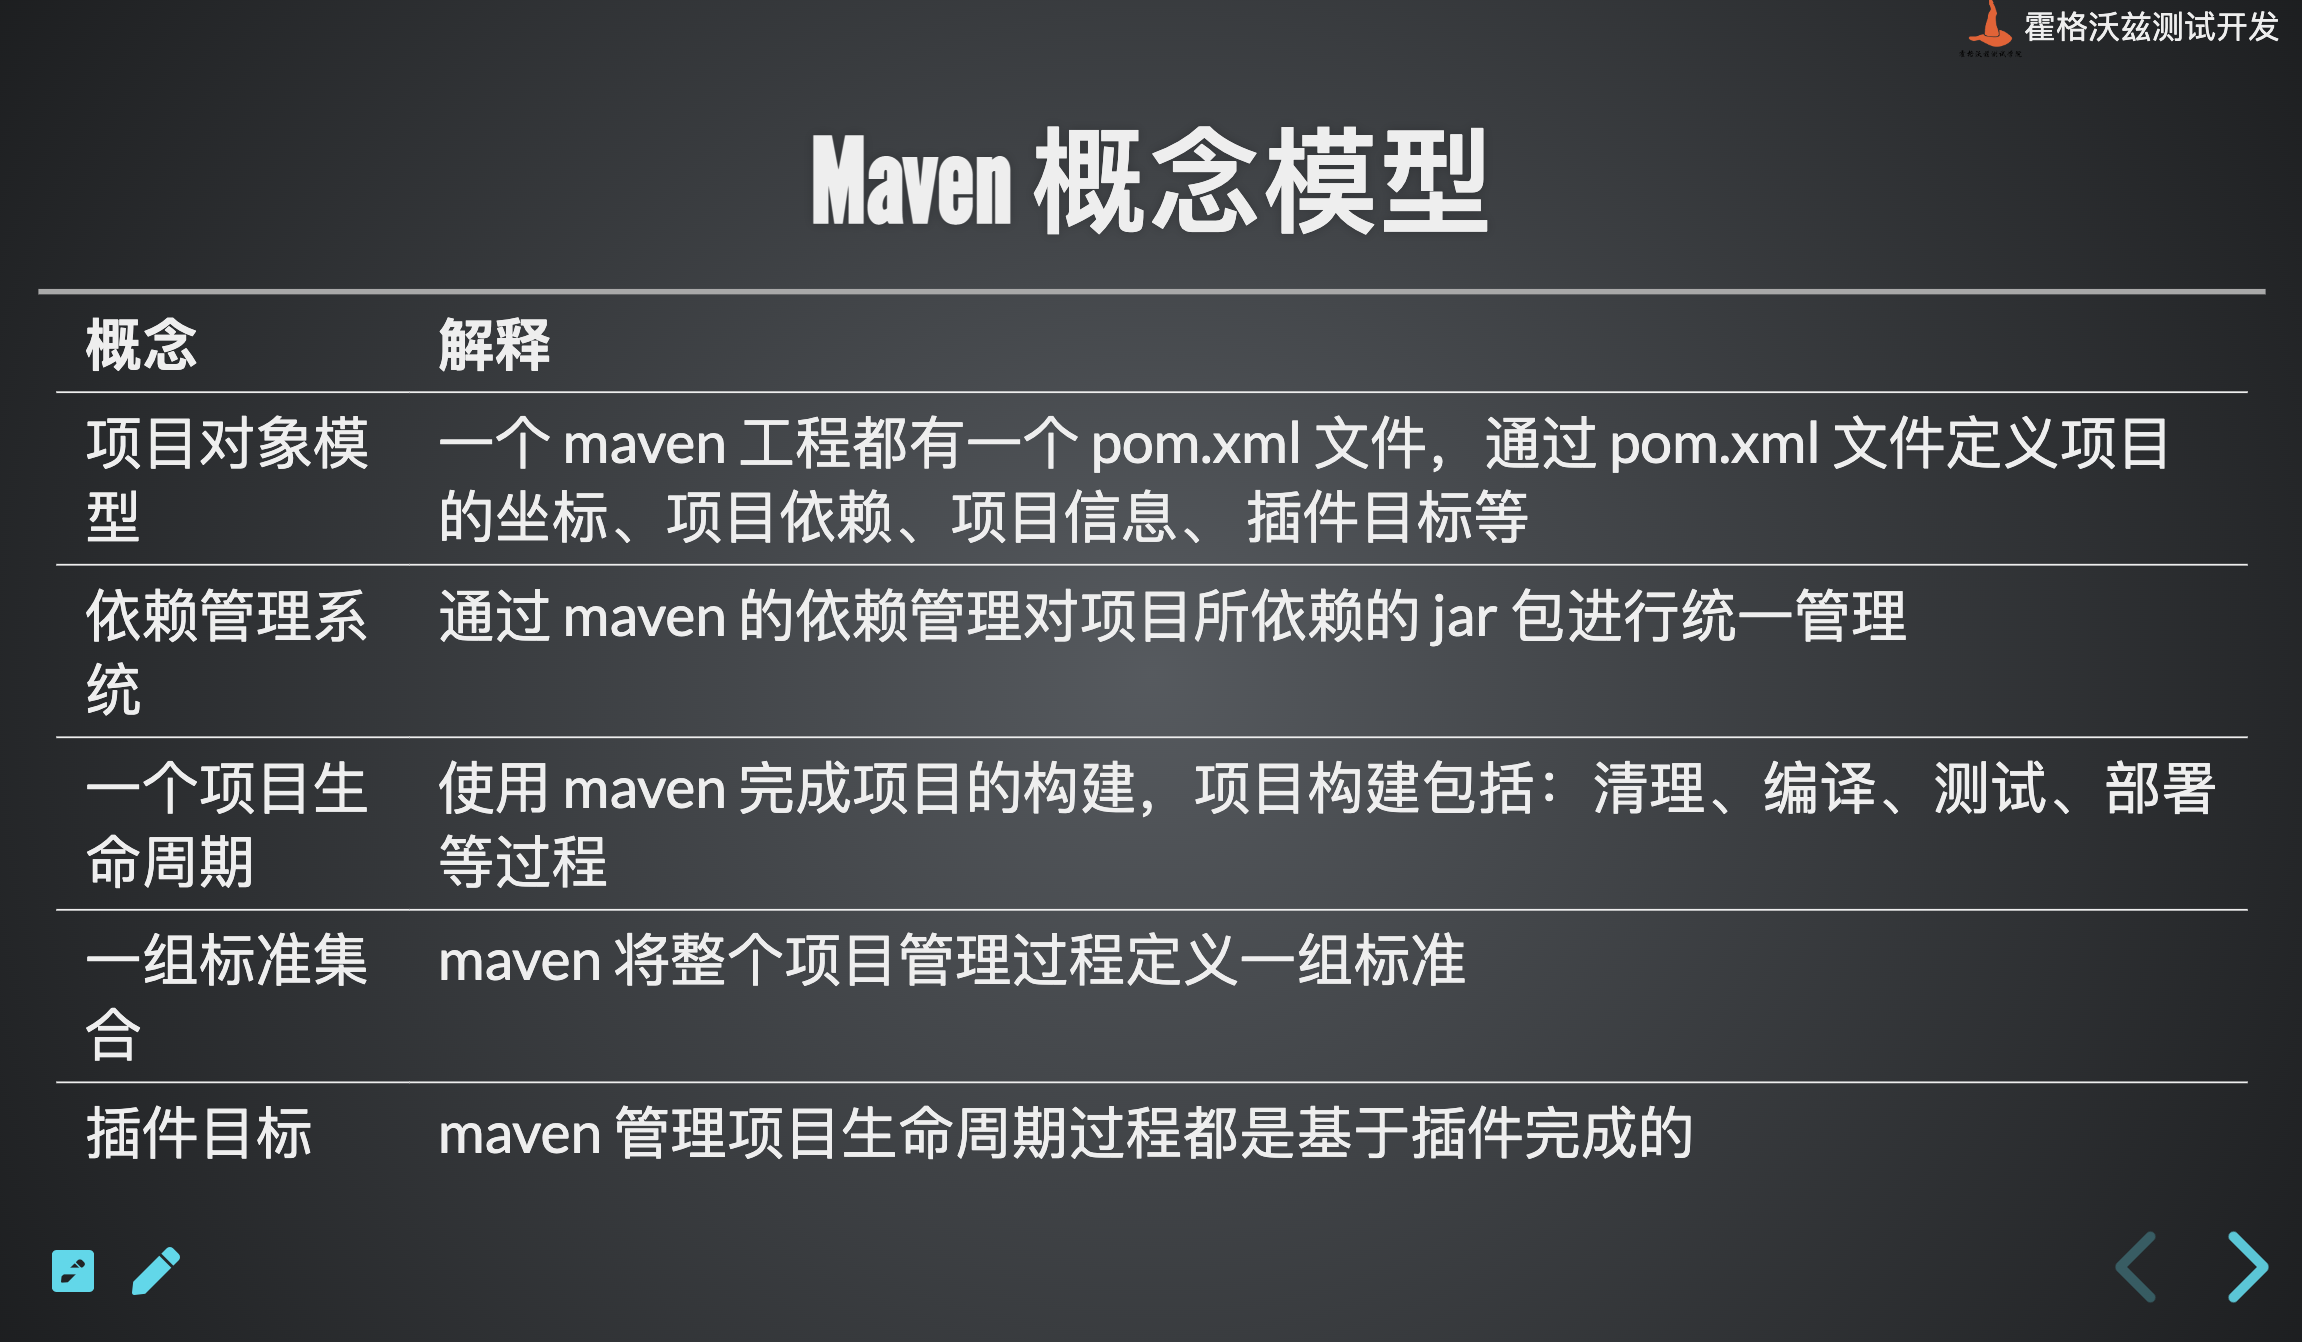 霍格沃兹测试开发
Maven 概念模型
概念 解释
项目对象模 一个 maven 工程都有一个 pom.xml 文件，通过 pom.xml 文件定义项目
型 的坐标、项目依赖、项目信息、 插件目标等
依赖管理系 通过 maven 的依赖管理对项目所依赖的 jar 包进行统一管理
统
一个项目生 使用 maven 完成项目的构建，项目构建包括：清理、编译、测试、部署
命周期 等过程
一组标准集 maven 将整个项目管理过程定义一组标准
合
插件目标 maven 管理项目生命周期过程都是基于插件完成的